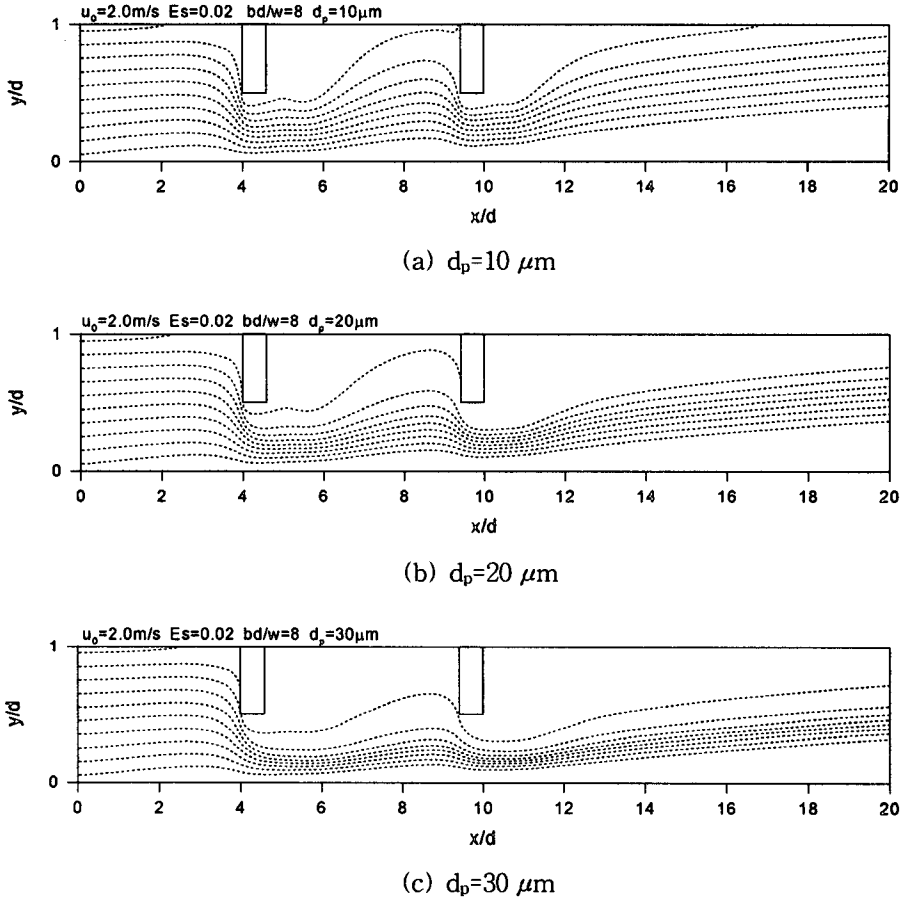 u₀=2.0m/s Es=0.02 bd/w=8 dₚ=10μm
1
y/d
0
0 2 4 6 8 10 12 14 16 18 20
x/d
(a) dₚ=10 μm
u₀=2.0m/s Es=0.02 bd/w=8 dₚ=20μm
1
y/d
0
0 2 4 6 8 10 12 14 16 18 20
x/d
(b) dₚ=20 μm
u₀=2.0m/s Es=0.02 bd/w=8 dₚ=30μm
1
y/d
0
0 2 4 6 8 10 12 14 16 18 20
x/d
(c) dₚ=30 μm